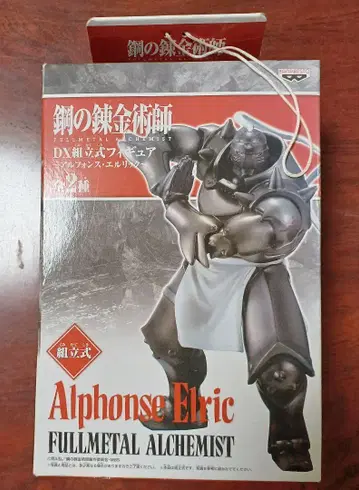 鋼の錬金術師
鋼の錬金術師
FULLMETAL ALCHEMIST
DX組立式フィギュア
~アルフォンス・エルリック~
全2種
組立式
Alphonse Elric
FULLMETAL ALCHEMIST